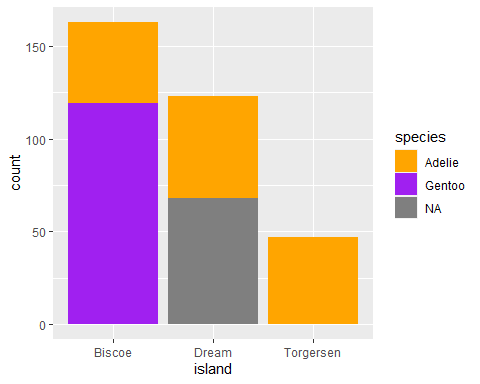 150
100
50
0
count
Biscoe Dream Torgersen
island
species
Adelie
Gentoo
NA